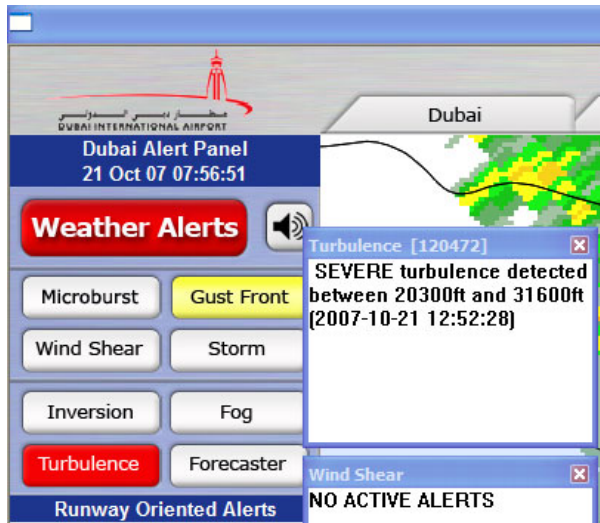 DUBAI INTERNATIONAL AIRPORT
Dubai
Dubai Alert Panel
21 Oct 07 07:56:51
Weather Alerts
Microburst
Gust Front
Wind Shear
Storm
Inversion
Fog
Turbulence
Forecaster
Runway Oriented Alerts
Turbulence [120472]
SEVERE turbulence detected
between 20300ft and 31600ft
(2007-10-21 12:52:28)
Wind Shear
NO ACTIVE ALERTS